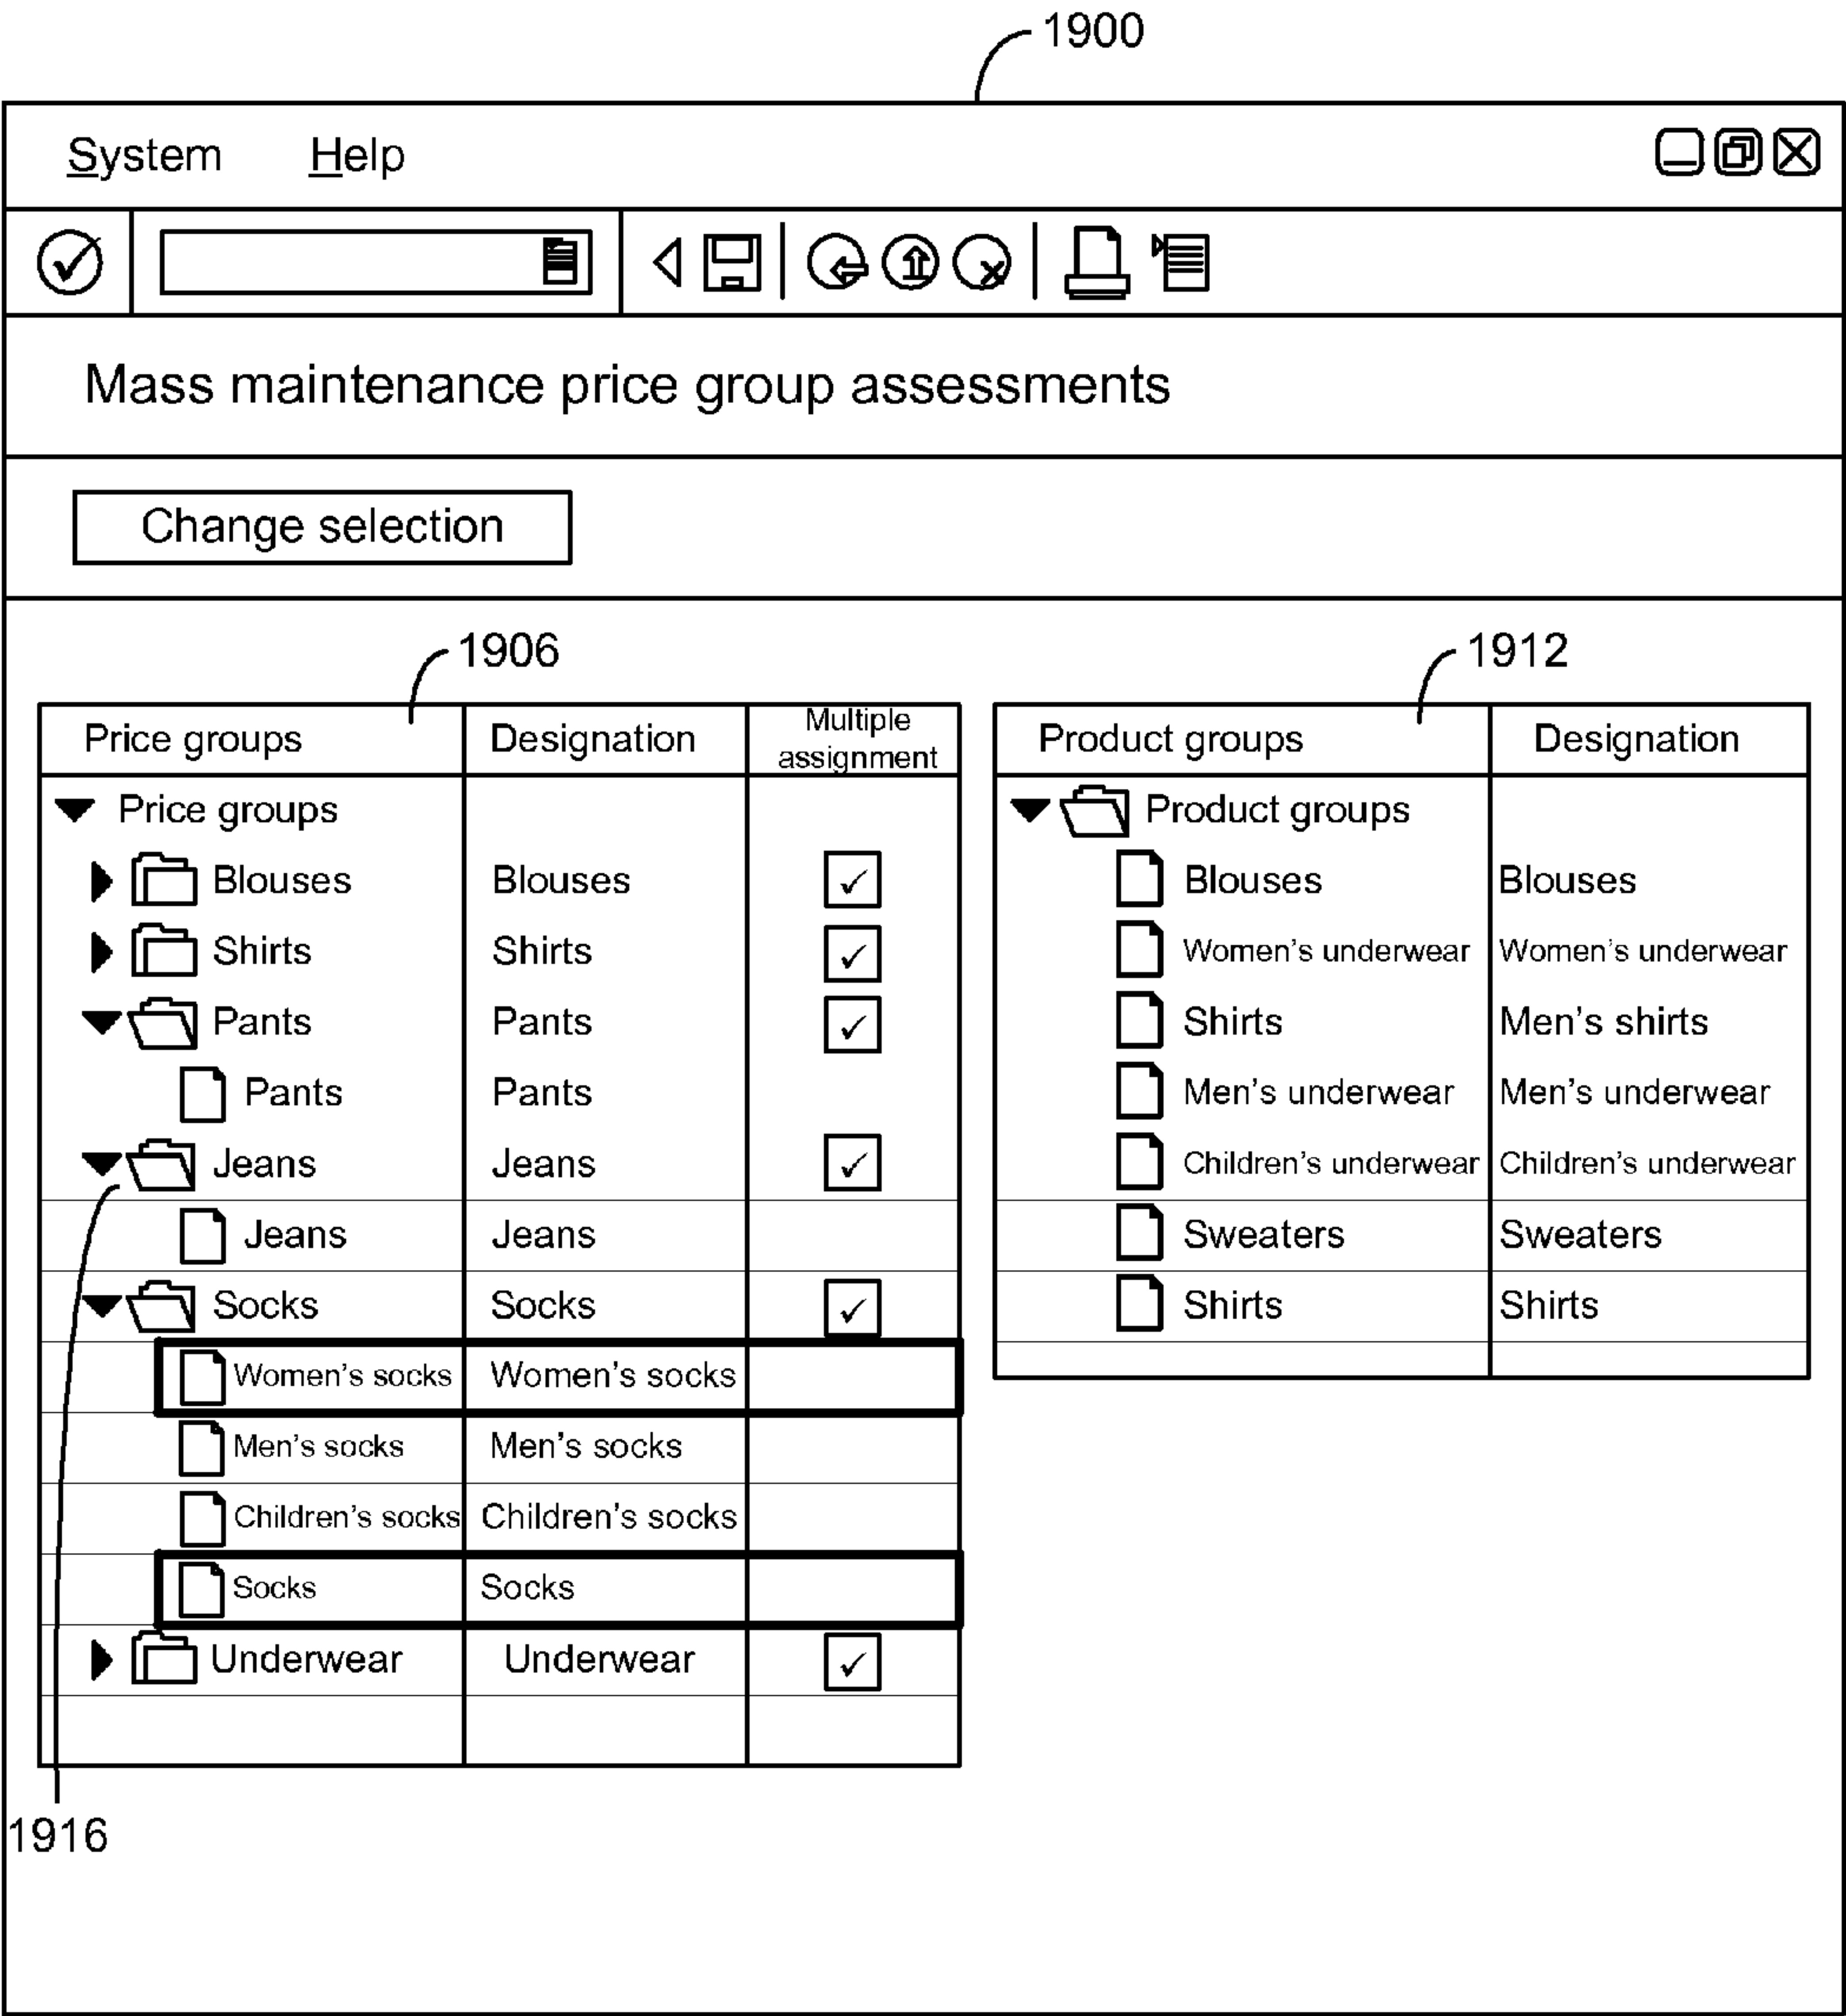 1900
System Help
Mass maintenance price group assessments
Change selection
1906
1912
Price groups Designation Multiple assignment
Price groups
Blouses Blouses
Shirts Shirts
Pants Pants
Pants Pants
Jeans Jeans
Jeans Jeans
Socks Socks
Women's socks Women's socks
Men's socks Men's socks
Children's socks Children's socks
Socks Socks
Underwear Underwear
Product groups Designation
Product groups
Blouses Blouses
Women's underwear Women's underwear
Shirts Men's shirts
Men's underwear Men's underwear
Children's underwear Children's underwear
Sweaters Sweaters
Shirts Shirts
1916